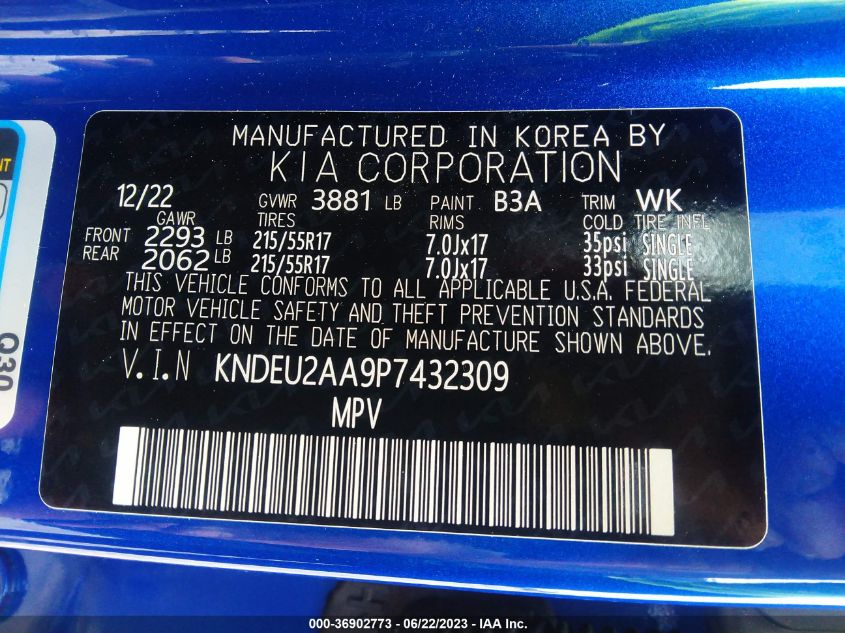 MANUFACTURED IN KOREA BY
KIA CORPORATION
12/22 GVWR 3881 LB PAINT B3A TRIM WK
GAWR TIRES RIMS COLD TIRE INFL
FRONT 2293 LB 215/55R17 7.0Jx17 35psi SINGLE
REAR 2062 LB 215/55R17 7.0Jx17 33psi SINGLE
THIS VEHICLE CONFORMS TO ALL APPLICABLE U.S.A. FEDERAL
MOTOR VEHICLE SAFETY AND THEFT PREVENTION STANDARDS
IN EFFECT ON THE DATE OF MANUFACTURE SHOWN ABOVE.
V.I.N KNDEU2AA9P7432309
MPV
Q30
000-36902773 - 06/22/2023 - IAA Inc.